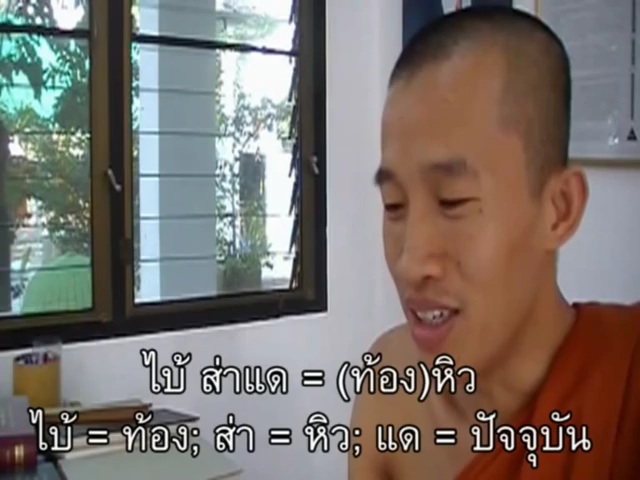 ไบ้ ส่าแด = (ท้อง)หิว
ไบ้ = ท้อง; ส่า = หิว; แด = ปัจจุบัน